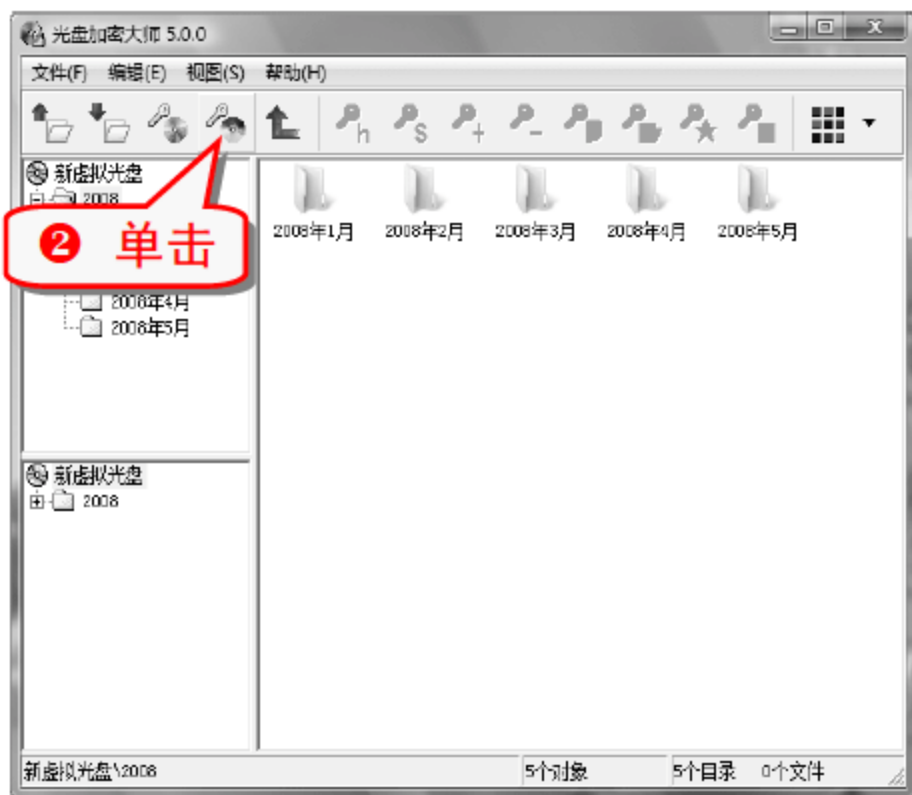 光盘加密大师 5.0.0
文件(F) 编辑(E) 视图(S) 帮助(H)
h S + -
新虚拟光盘
2008
❷ 单击
2008年4月
2008年5月
2008年1月 2008年2月 2008年3月 2008年4月 2008年5月
新虚拟光盘
2008
新虚拟光盘\2008 5个对象 5个目录 0个文件